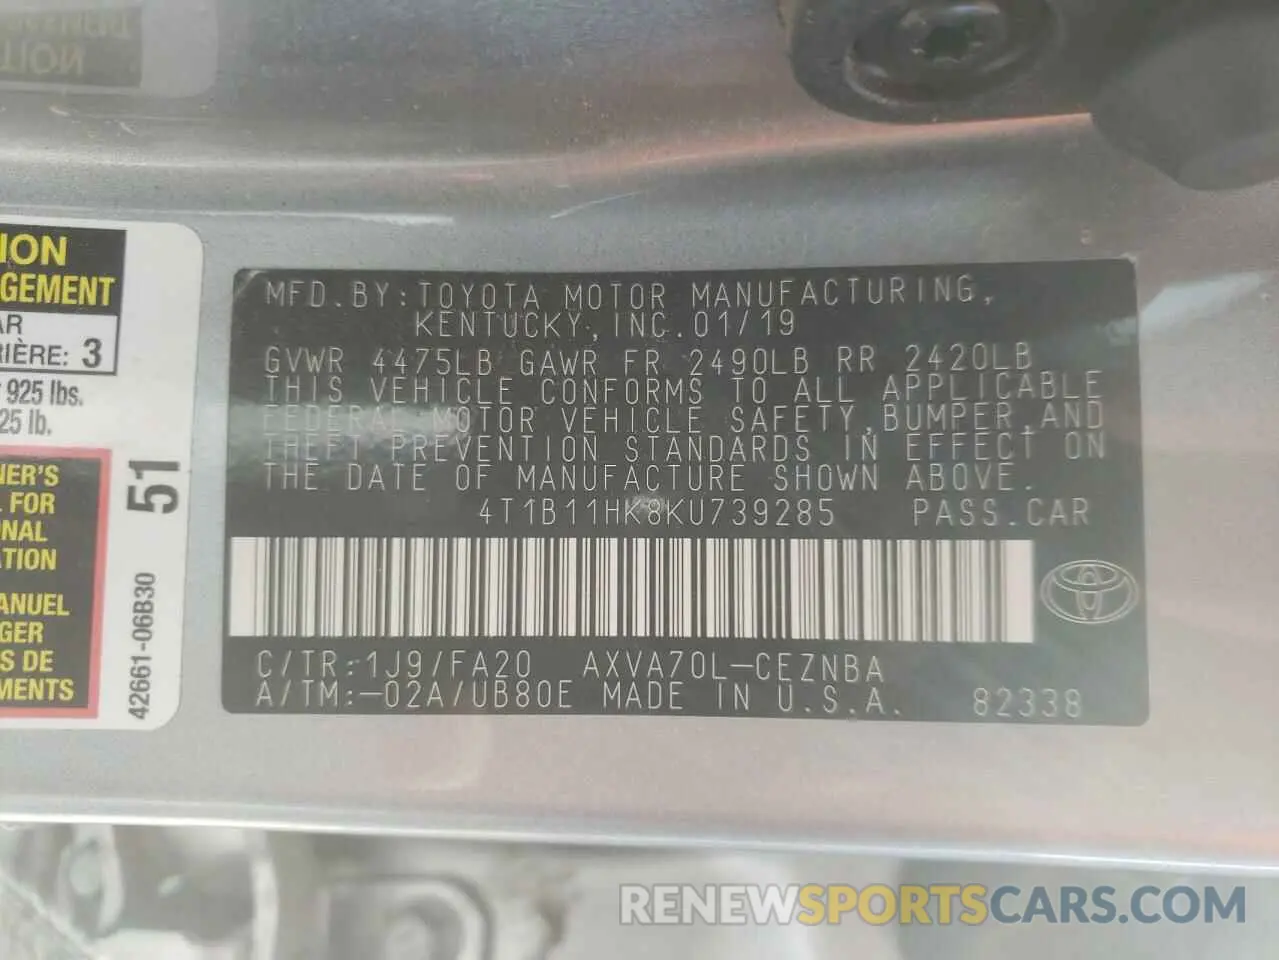 ION
GEMENT
AR
RIÈRE: 3
925 lbs.
25 lb.
NER'S
FOR
NAL
TION
ANUEL
GER
S DE
MENTS
51
42661-06B30
MFD.BY:TOYOTA MOTOR MANUFACTURING,
KENTUCKY,INC.01/19
GVWR 4475LB GAWR FR 2490LB RR 2420LB
THIS VEHICLE CONFORMS TO ALL APPLICABLE
FEDERAL MOTOR VEHICLE SAFETY,BUMPER,AND
THEFT PREVENTION STANDARDS IN EFFECT ON
THE DATE OF MANUFACTURE SHOWN ABOVE.
4T1B11HK8KU739285 PASS.CAR
C/TR:1J9/FA20 AXVA70L-CEZNBA
A/TM:-02A/UB80E MADE IN U.S.A. 82338
RENEWSPORTSCARS.COM